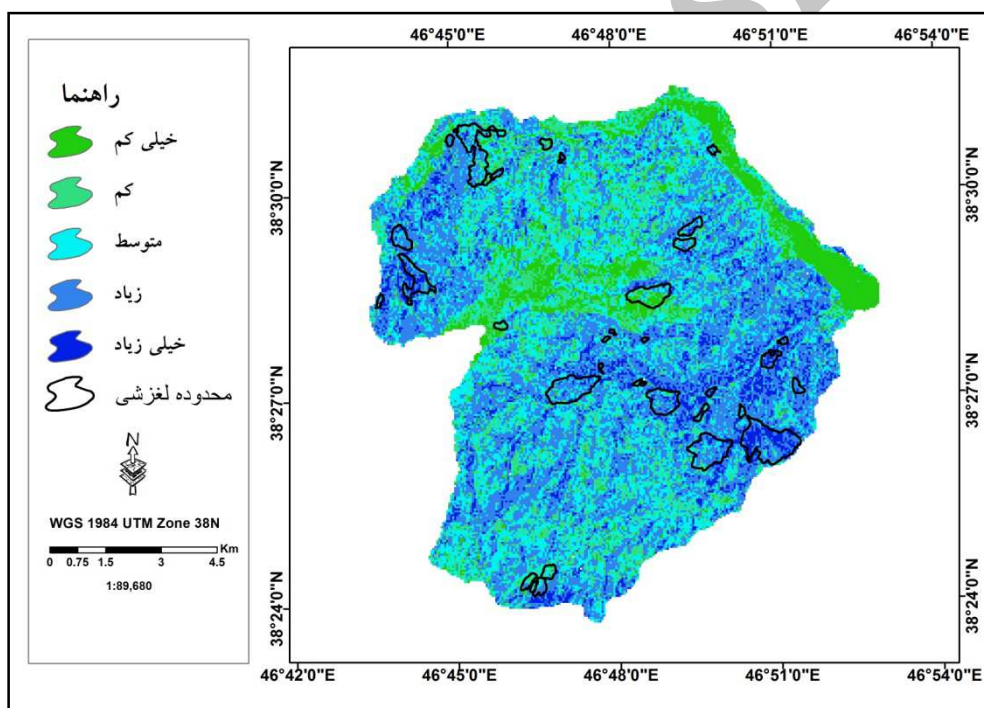 46°45'0"E 46°48'0"E 46°51'0"E 46°54'0"E
راهنما
خیلی کم
کم
متوسط
زیاد
خیلی زیاد
محدوده لغزشی
N
WGS 1984 UTM Zone 38N
Km
0 0.75 1.5 3 4.5
1:89,680
38°30'0"N
38°27'0"N
38°24'0"N
38°30'0"N
38°27'0"N
38°24'0"N
46°42'0"E 46°45'0"E 46°48'0"E 46°51'0"E 46°54'0"E